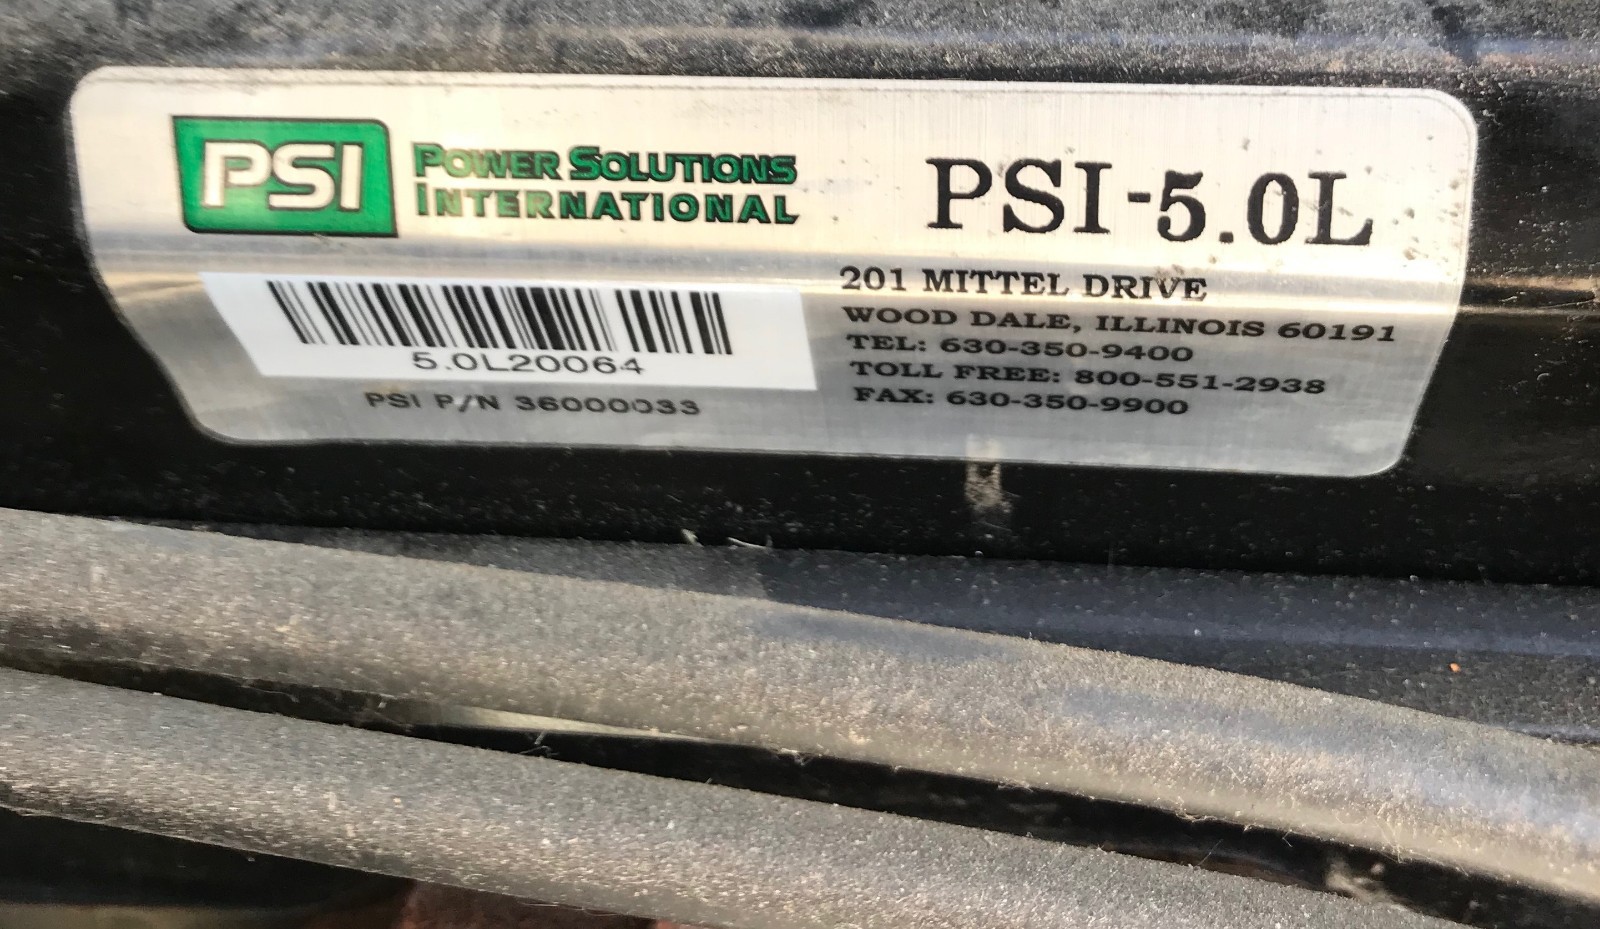 PSI
POWER SOLUTIONS
INTERNATIONAL
PSI-5.0L
5.0L20064
PSI P/N 36000033
201 MITTEL DRIVE
WOOD DALE, ILLINOIS 60191
TEL: 630-350-9400
TOLL FREE: 800-551-2938
FAX: 630-350-9900